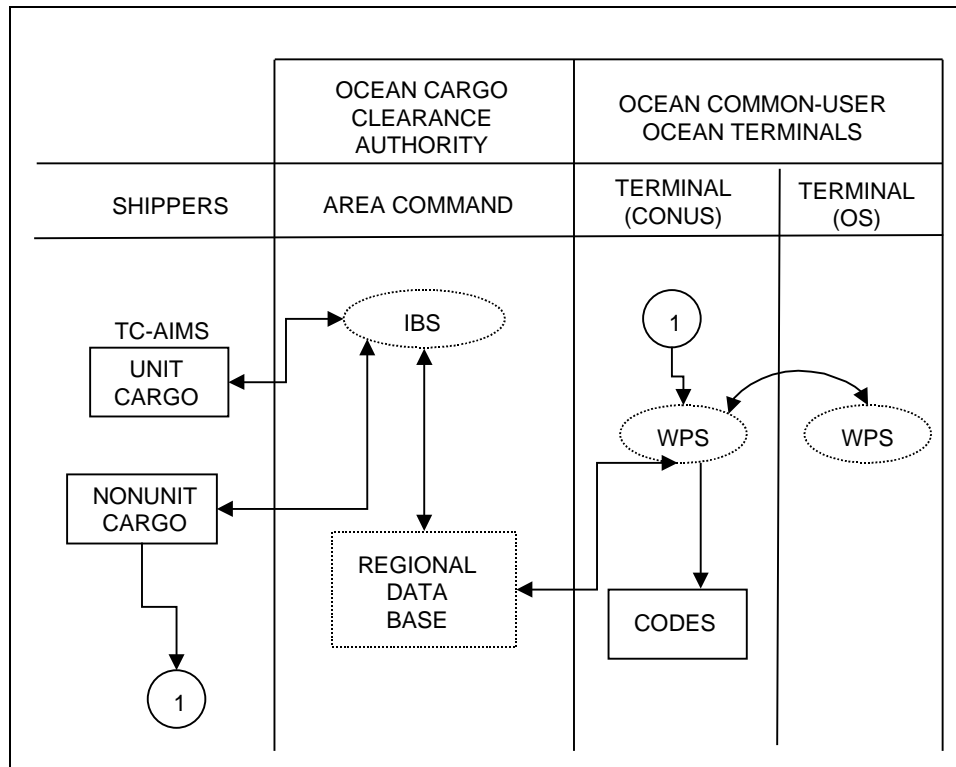 OCEAN CARGO
CLEARANCE
AUTHORITY
OCEAN COMMON-USER
OCEAN TERMINALS
SHIPPERS
AREA COMMAND
TERMINAL
(CONUS)
TERMINAL
(OS)
TC-AIMS
UNIT
CARGO
IBS
1
WPS
WPS
NONUNIT
CARGO
REGIONAL
DATA
BASE
CODES
1